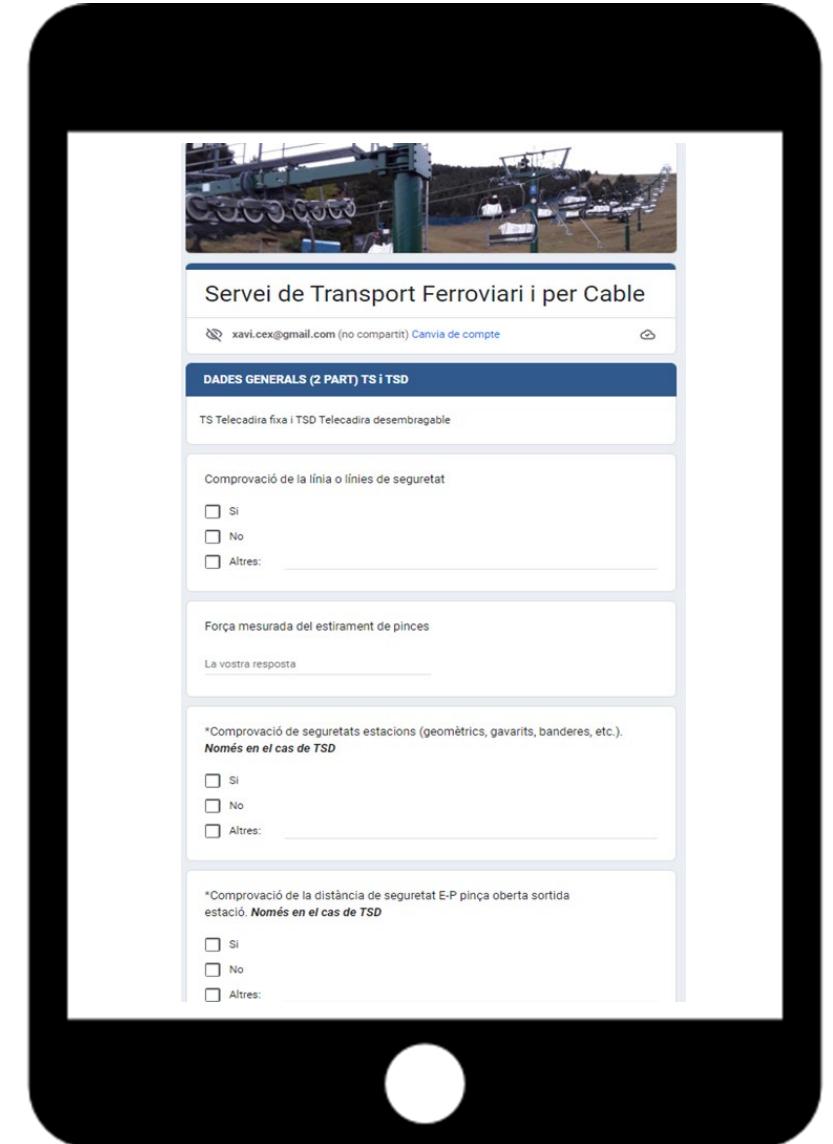 Servei de Transport Ferroviari i per Cable
xavi.cex@gmail.com (no compartit) Canvia de compte
DADES GENERALS (2 PART) TS i TSD
TS Telecadira fixa i TSD Telecadira desembragable
Comprovació de la línia o línies de seguretat
Si
No
Altres:
Força mesurada del estirament de pinces
La vostra resposta
*Comprovació de seguretats estacions (geomètrics, gavarits, banderes, etc.).
Només en el cas de TSD
Si
No
Altres:
*Comprovació de la distància de seguretat E-P pinça oberta sortida
estació. Només en el cas de TSD
Si
No
Altres: